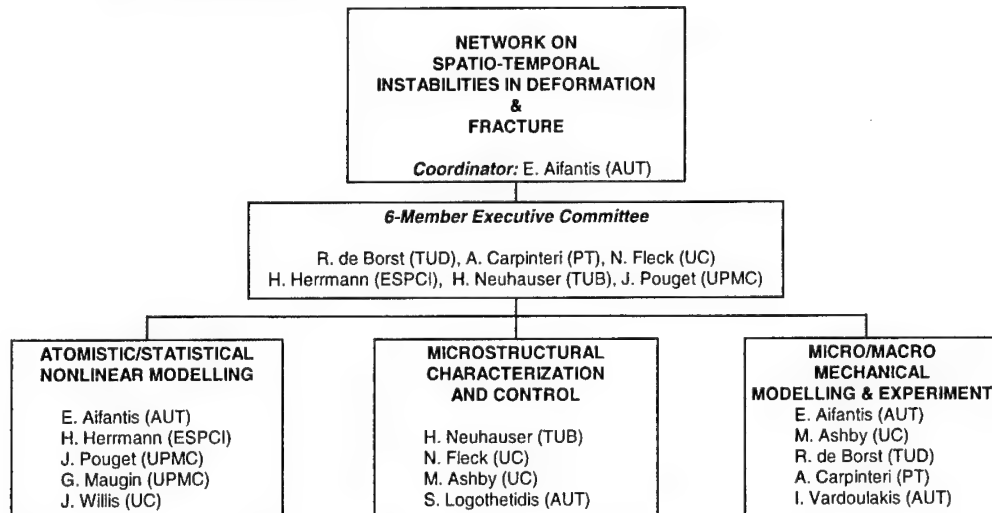 NETWORK ON
SPATIO-TEMPORAL
INSTABILITIES IN DEFORMATION
&
FRACTURE
Coordinator: E. Aifantis (AUT)
6-Member Executive Committee
R. de Borst (TUD), A. Carpinteri (PT), N. Fleck (UC)
H. Herrmann (ESPCI), H. Neuhauser (TUB), J. Pouget (UPMC)
ATOMISTIC/STATISTICAL
NONLINEAR MODELLING
E. Aifantis (AUT)
H. Herrmann (ESPCI)
J. Pouget (UPMC)
G. Maugin (UPMC)
J. Willis (UC)
MICROSTRUCTURAL
CHARACTERIZATION
AND CONTROL
H. Neuhauser (TUB)
N. Fleck (UC)
M. Ashby (UC)
S. Logothetidis (AUT)
MICRO/MACRO
MECHANICAL
MODELLING & EXPERIMENT
E. Aifantis (AUT)
M. Ashby (UC)
R. de Borst (TUD)
A. Carpinteri (PT)
I. Vardoulakis (AUT)